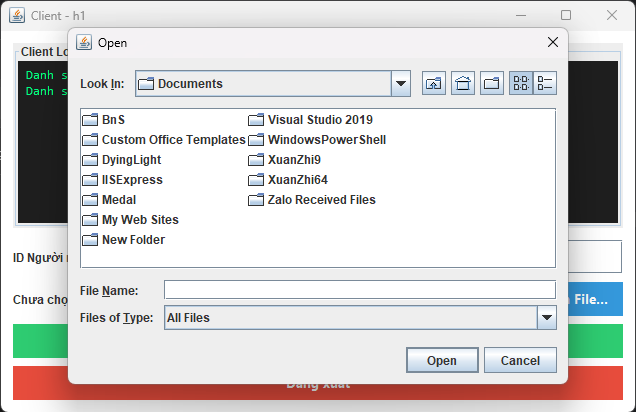 Client - h1
Open
Client Lo
Danh s
Danh s
Look In: Documents
BnS
Custom Office Templates
DyingLight
IISExpress
Medal
My Web Sites
New Folder
Visual Studio 2019
WindowsPowerShell
XuanZhi9
XuanZhi64
Zalo Received Files
ID Người
File Name:
Chưa chọ
File...
Files of Type: All Files
Open Cancel
Đăng xuất